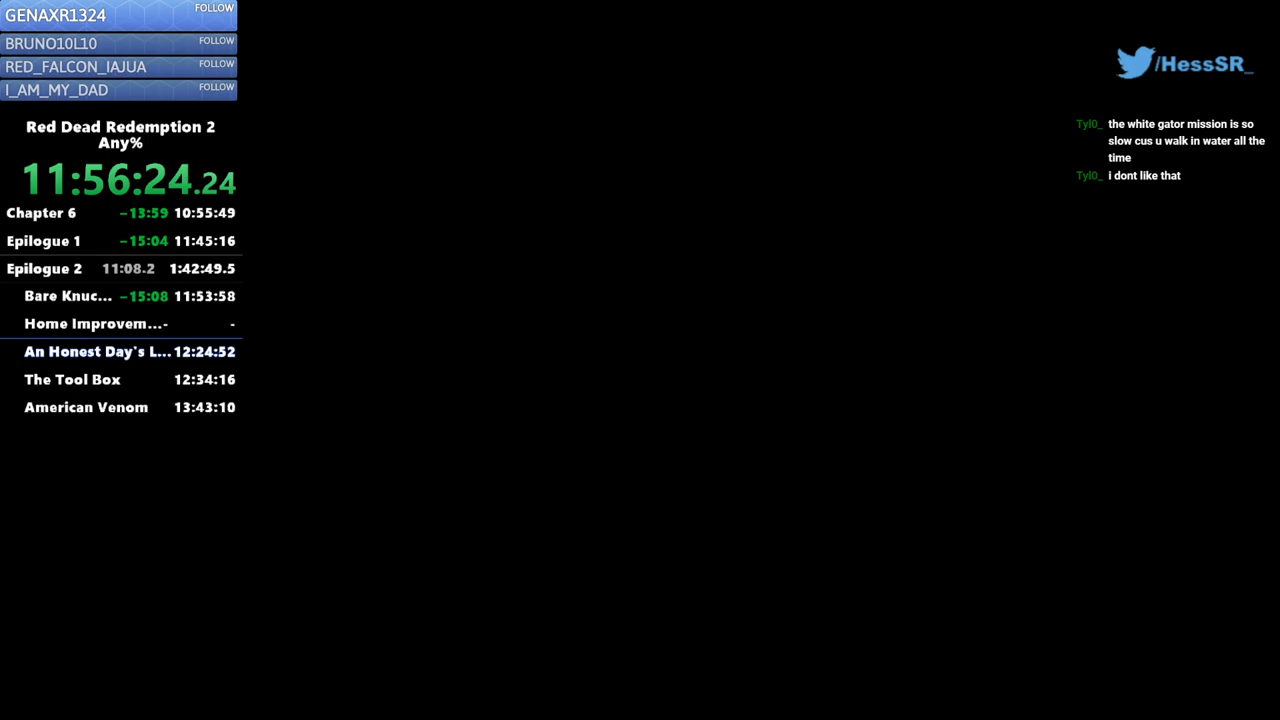 GENAXR1324 FOLLOW
BRUNO10L10 FOLLOW
RED_FALCON_IAJUA FOLLOW
I_AM_MY_DAD FOLLOW
Red Dead Redemption 2
Any%
11:56:24.24
Chapter 6 −13:59 10:55:49
Epilogue 1 −15:04 11:45:16
Epilogue 2 11:08.2 1:42:49.5
Bare Knuc... −15:08 11:53:58
Home Improvem...- -
An Honest Day's L... 12:24:52
The Tool Box 12:34:16
American Venom 13:43:10
/HessSR_
Tyl0_ the white gator mission is so
slow cus u walk in water all the
time
Tyl0_ i dont like that